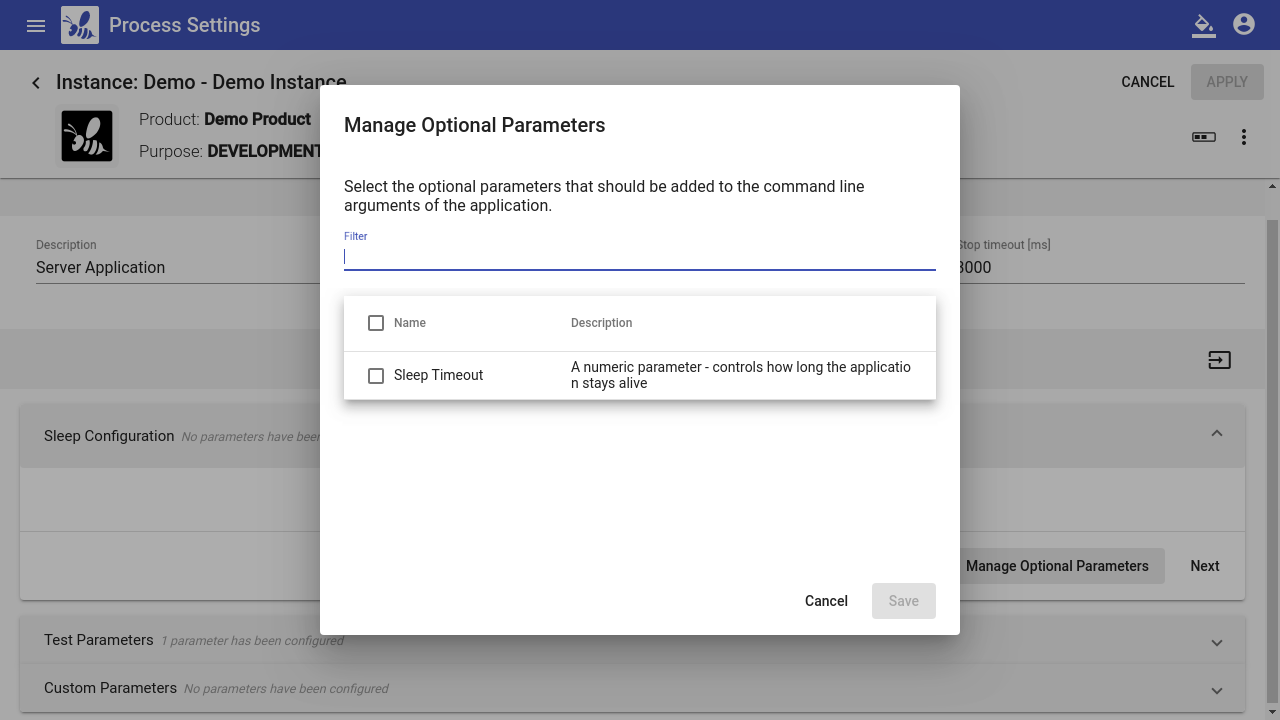 Process Settings
Instance: Demo - Demo Instance
CANCEL
APPLY
Product: Demo Product
Purpose: DEVELOPMENT
Manage Optional Parameters
Select the optional parameters that should be added to the command line
arguments of the application.
Filter
Name
Description
Sleep Timeout
A numeric parameter - controls how long the applicatio
n stays alive
Cancel
Save
Description
Server Application
Stop timeout [ms]
3000
Sleep Configuration
No parameters have been
Manage Optional Parameters
Next
Test Parameters
1 parameter has been configured
Custom Parameters
No parameters have been configured